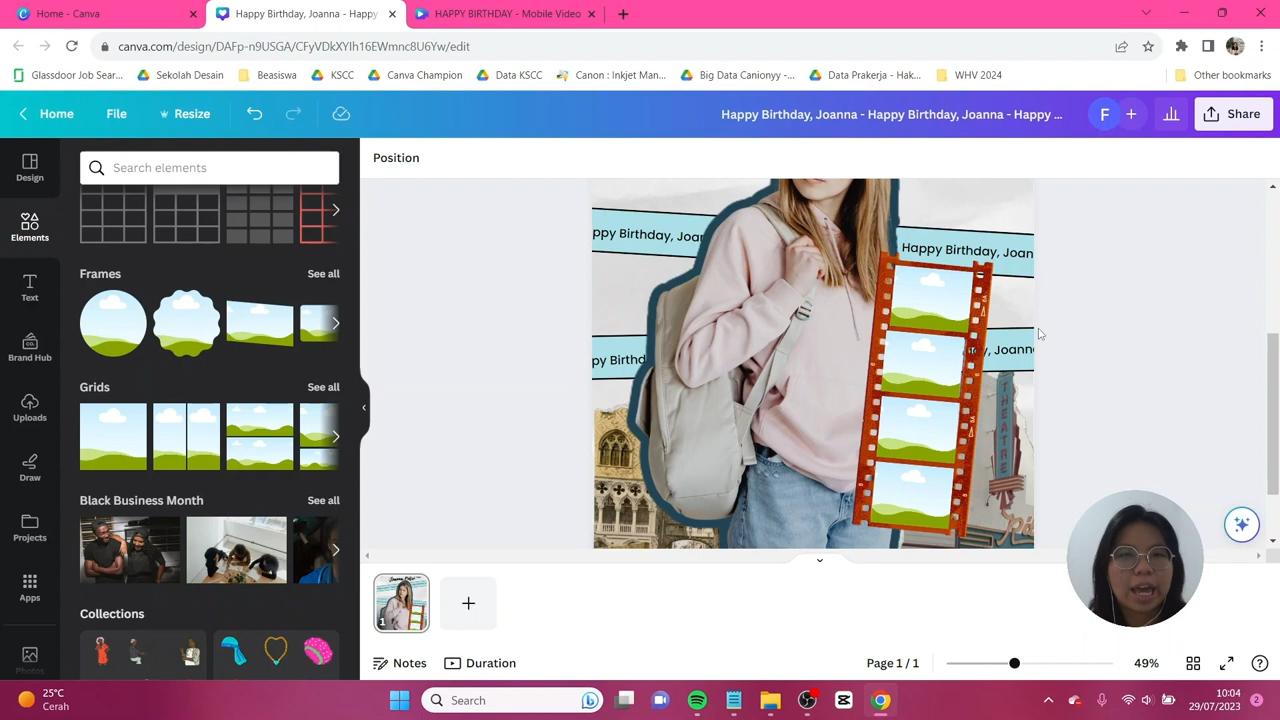 Home - Canva
Happy Birthday, Joanna - Happy
HAPPY BIRTHDAY - Mobile Video
canva.com/design/DAFp-n9USGA/CFyVDkXYIh16EWmnc8U6Yw/edit
Glassdoor Job Sear...
Sekolah Desain
Beasiswa
KSCC
Canva Champion
Data KSCC
Canon : Inkjet Man...
Big Data Canionyy -...
Data Prakerja - Hak...
WHV 2024
Other bookmarks
Home
File
Resize
Happy Birthday, Joanna - Happy Birthday, Joanna - Happy ...
F
Share
Design
Elements
Text
Brand Hub
Uploads
Draw
Projects
Apps
Photos
Search elements
Frames
See all
Grids
See all
Black Business Month
See all
Collections
Position
ppy Birthday, Joan
Happy Birthday, Joan
ppy Birthd
y, Joann
THEATRE
1
Notes
Duration
Page 1 / 1
49%
25°C
Cerah
Search
10:04
29/07/2023
2